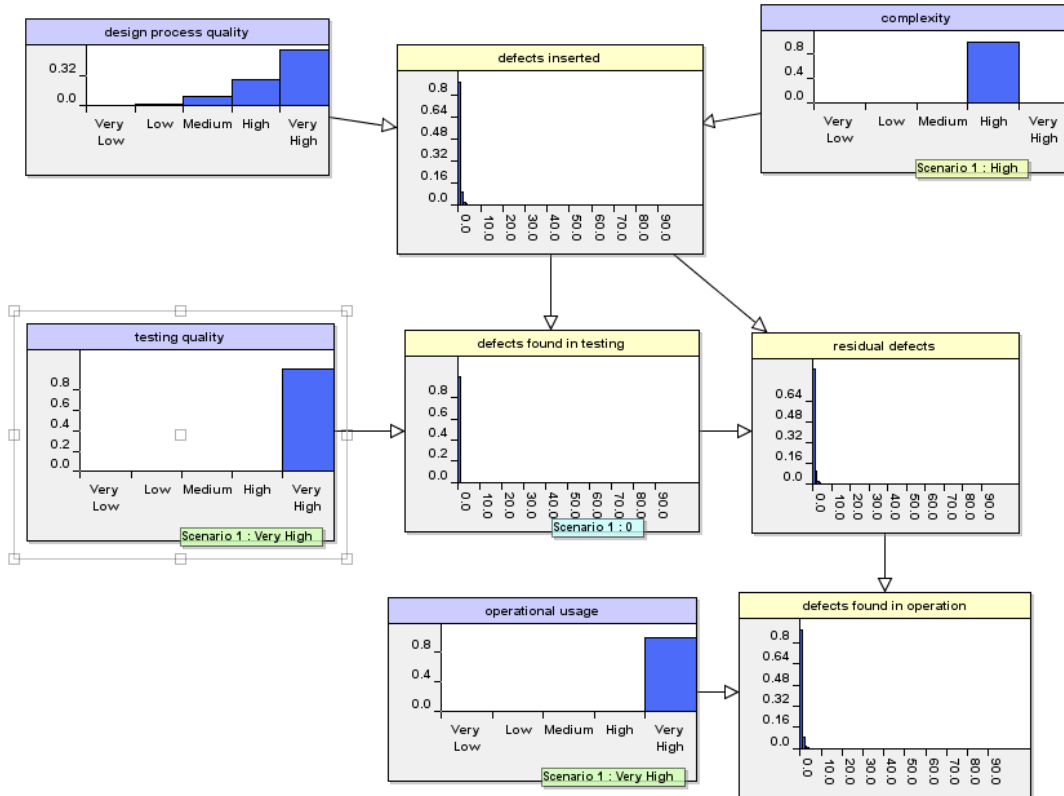 design process quality
0.32
0.0
Very Low
Low
Medium
High
Very High
complexity
0.8
0.4
0.0
Very Low
Low
Medium
High
Very High
Scenario 1 : High
defects inserted
0.8
0.64
0.48
0.32
0.16
0.0
0.0
10.0
20.0
30.0
40.0
50.0
60.0
70.0
80.0
90.0
testing quality
0.8
0.6
0.4
0.2
0.0
Very Low
Low
Medium
High
Very High
Scenario 1 : Very High
defects found in testing
0.8
0.6
0.4
0.2
0.0
0.0
10.0
20.0
30.0
40.0
50.0
60.0
70.0
80.0
90.0
Scenario 1 : 0
residual defects
0.64
0.48
0.32
0.16
0.0
0.0
10.0
20.0
30.0
40.0
50.0
60.0
70.0
80.0
90.0
operational usage
0.8
0.4
0.0
Very Low
Low
Medium
High
Very High
Scenario 1 : Very High
defects found in operation
0.8
0.64
0.48
0.32
0.16
0.0
0.0
10.0
20.0
30.0
40.0
50.0
60.0
70.0
80.0
90.0